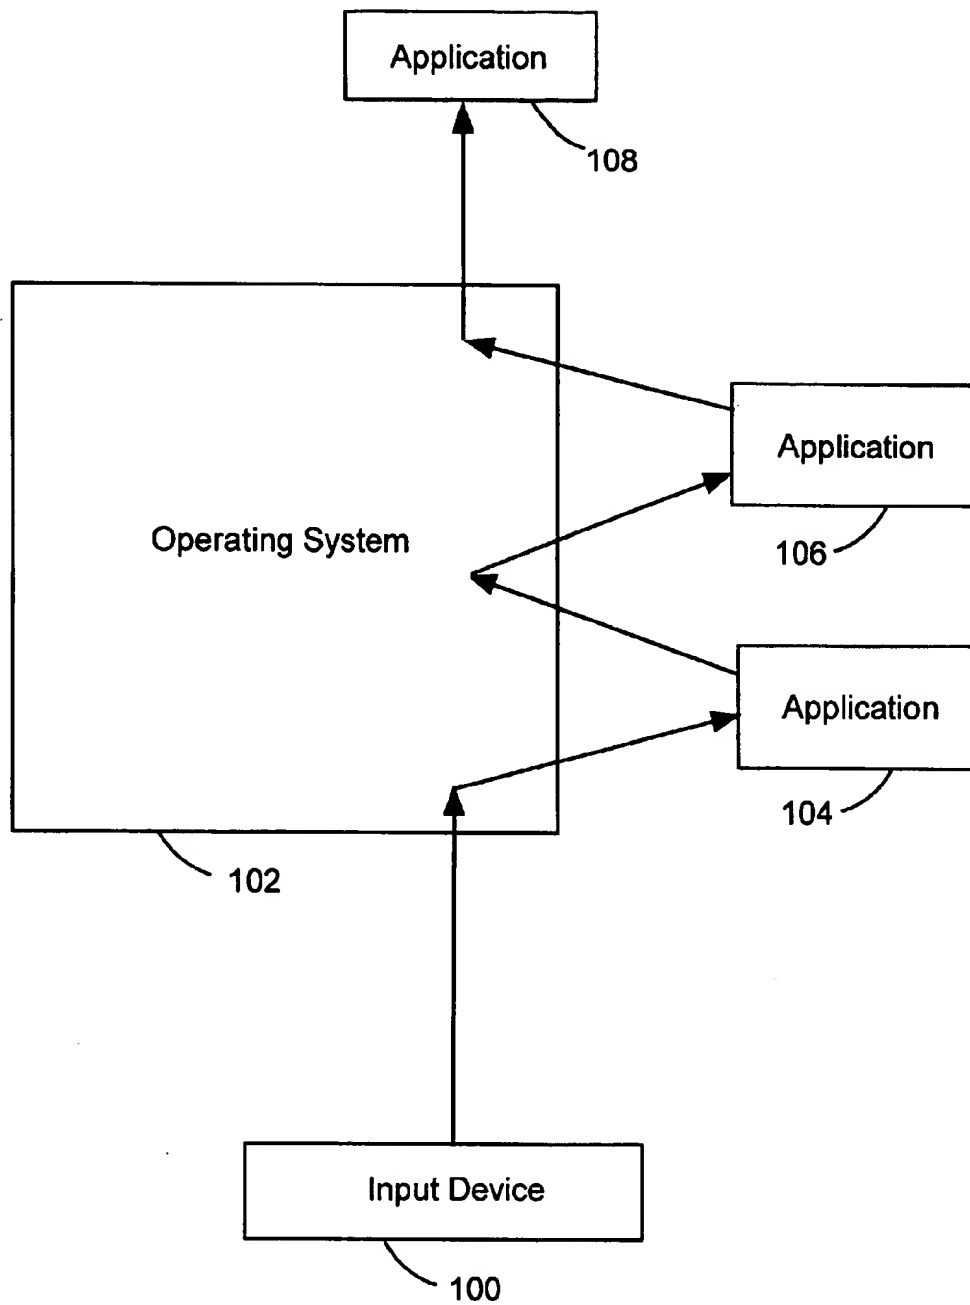 Application
108
Application
106
Operating System
Application
104
102
Input Device
100